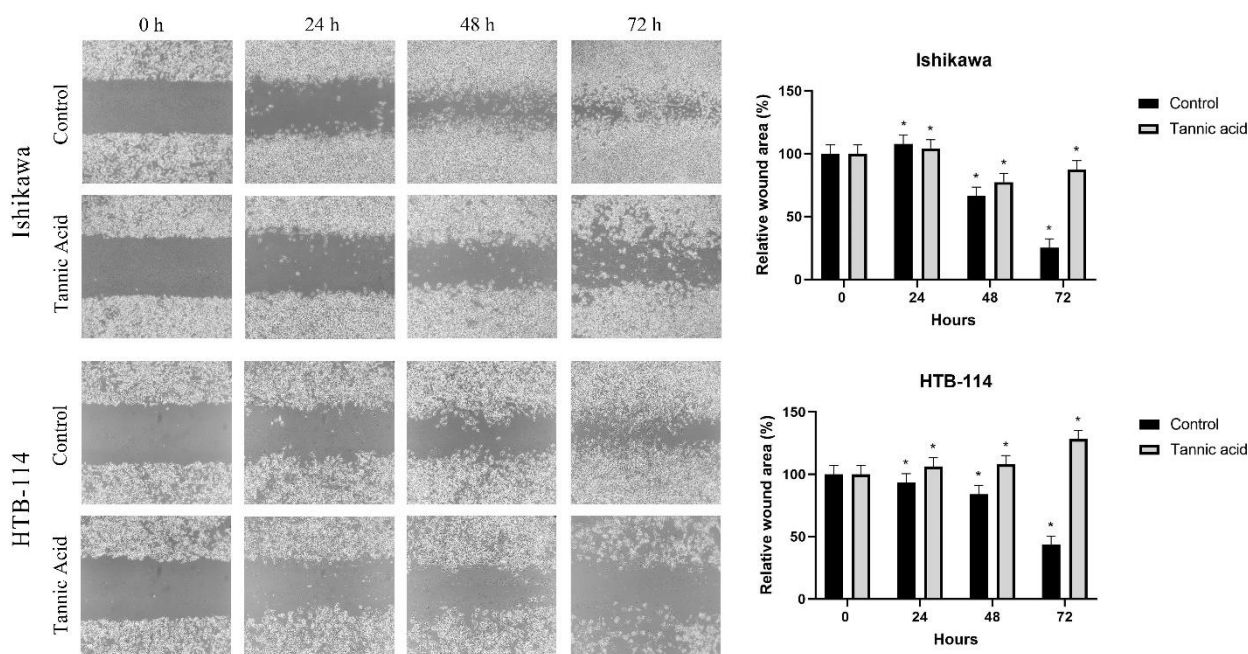 0 h 24 h 48 h 72 h
Ishikawa
Control
Tannic Acid
HTB-114
Control
Tannic Acid
Ishikawa
Relative wound area (%)
150
100
50
0
* * * * * *
0 24 48 72
Hours
Control
Tannic acid
HTB-114
Relative wound area (%)
150
100
50
0
* * * * * *
0 24 48 72
Hours
Control
Tannic acid